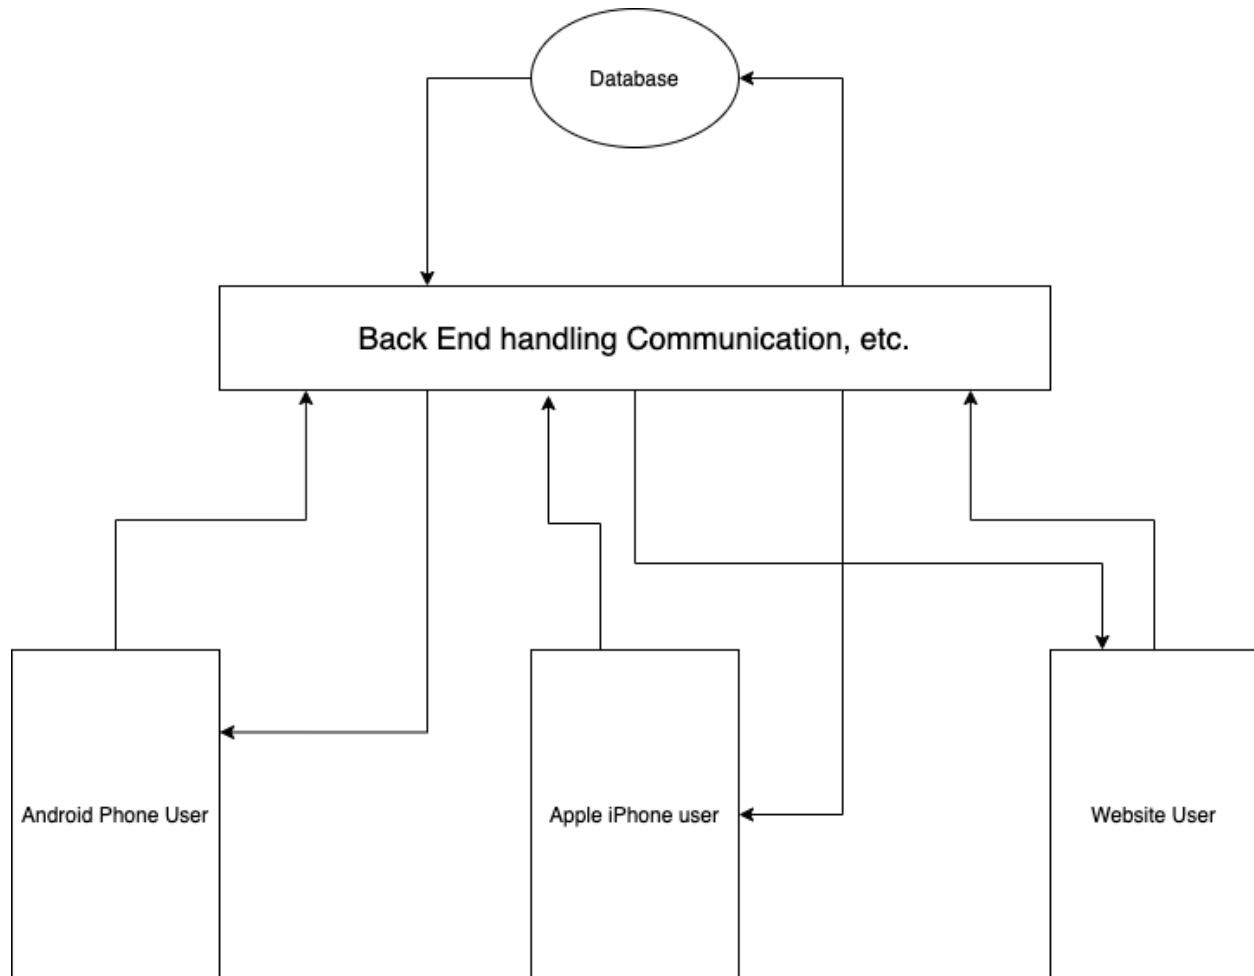 Database
Back End handling Communication, etc.
Android Phone User
Apple iPhone user
Website User